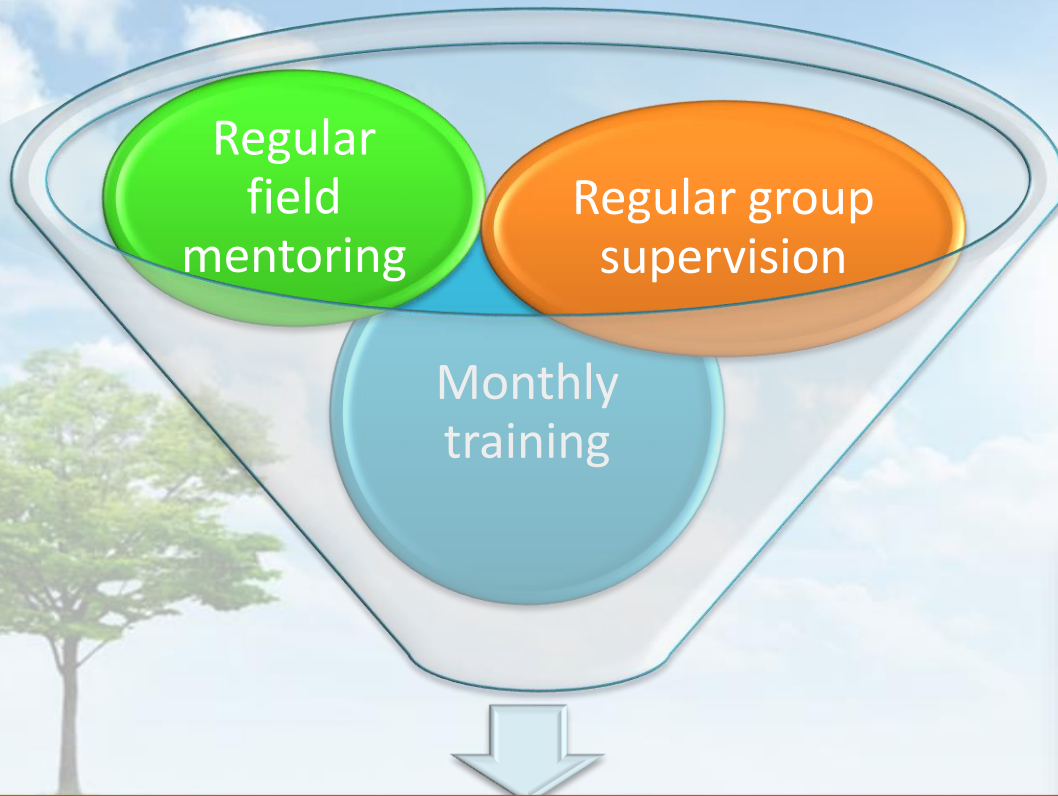 Regular
field
mentoring
Regular group
supervision
Monthly
training